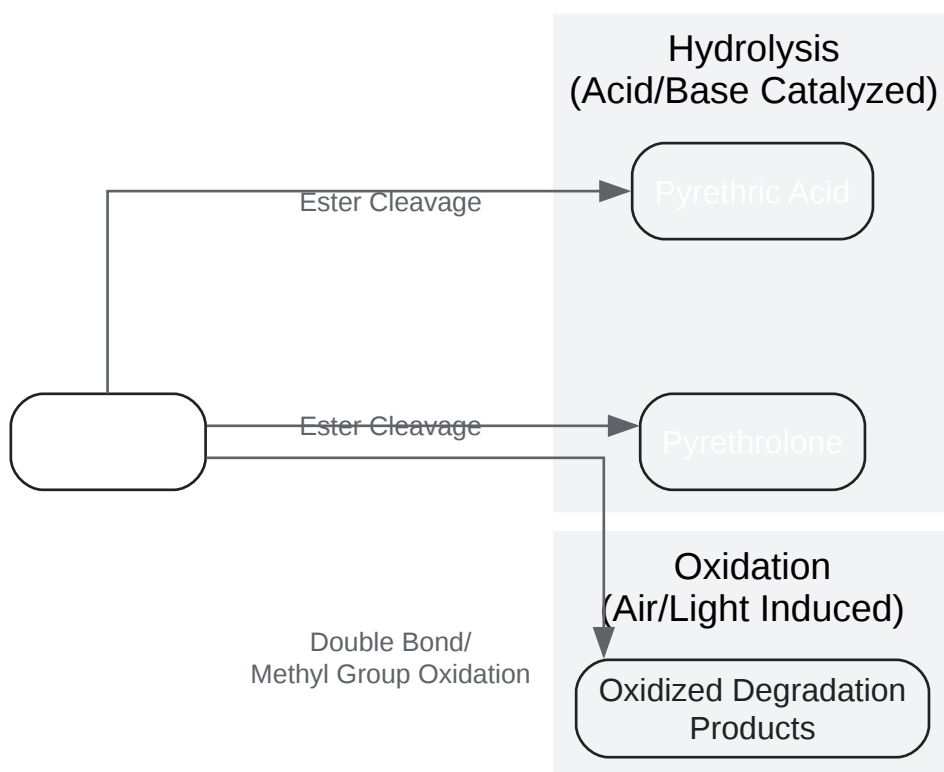 Hydrolysis
(Acid/Base Catalyzed)
Pyrethric Acid
Ester Cleavage
Ester Cleavage
Pyrethrolone
Oxidation
(Air/Light Induced)
Double Bond/
Methyl Group Oxidation
Oxidized Degradation
Products